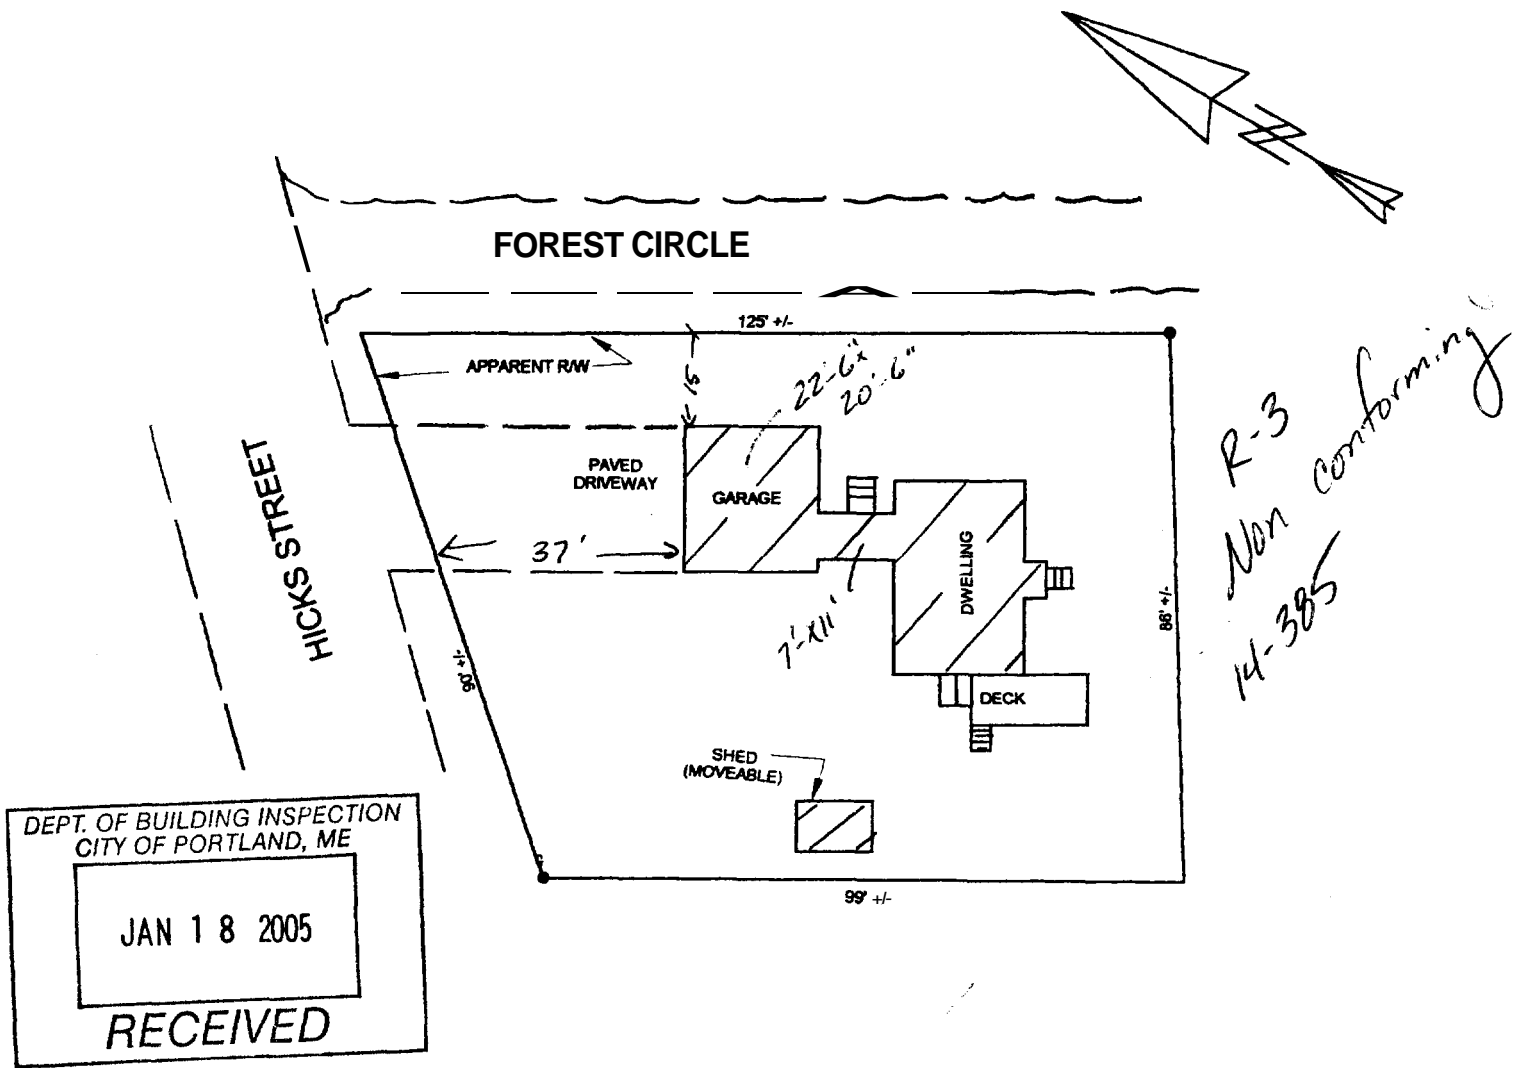 FOREST CIRCLE
125' +/-
APPARENT R/W
22'-6" x
20'-6"
R-3
Non conforming
14-385
PAVED
DRIVEWAY
GARAGE
HICKS STREET
37'
DWELLING
7'x11'
86' +/-
90' +/-
DECK
SHED
(MOVEABLE)
99' +/-
DEPT. OF BUILDING INSPECTION
CITY OF PORTLAND, ME
JAN 18 2005
RECEIVED